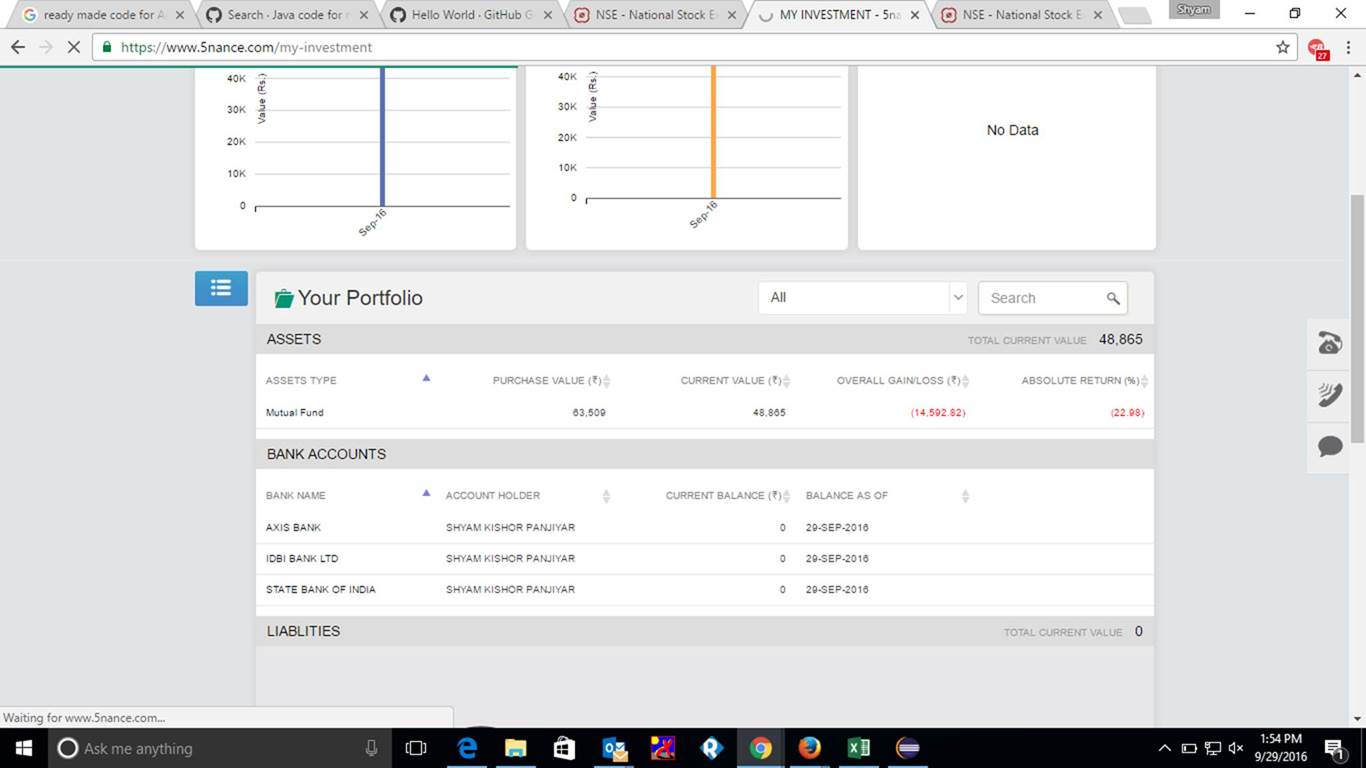 ready made code for A
Search · Java code for r
Hello World · GitHub G
NSE - National Stock E
MY INVESTMENT - 5na
NSE - National Stock E
Shyam
https://www.5nance.com/my-investment
27
40K
30K
20K
10K
0
Value (Rs.)
Sep-16
40K
30K
20K
10K
0
Value (Rs.)
Sep-16
No Data
Your Portfolio
All
Search
ASSETS
TOTAL CURRENT VALUE 48,865
ASSETS TYPE PURCHASE VALUE (₹) CURRENT VALUE (₹) OVERALL GAIN/LOSS (₹) ABSOLUTE RETURN (%)
Mutual Fund 63,509 48,865 (14,592.82) (22.98)
BANK ACCOUNTS
BANK NAME ACCOUNT HOLDER CURRENT BALANCE (₹) BALANCE AS OF
AXIS BANK SHYAM KISHOR PANJIYAR 0 29-SEP-2016
IDBI BANK LTD SHYAM KISHOR PANJIYAR 0 29-SEP-2016
STATE BANK OF INDIA SHYAM KISHOR PANJIYAR 0 29-SEP-2016
LIABLITIES
TOTAL CURRENT VALUE 0
Waiting for www.5nance.com...
Ask me anything
1:54 PM
9/29/2016
1